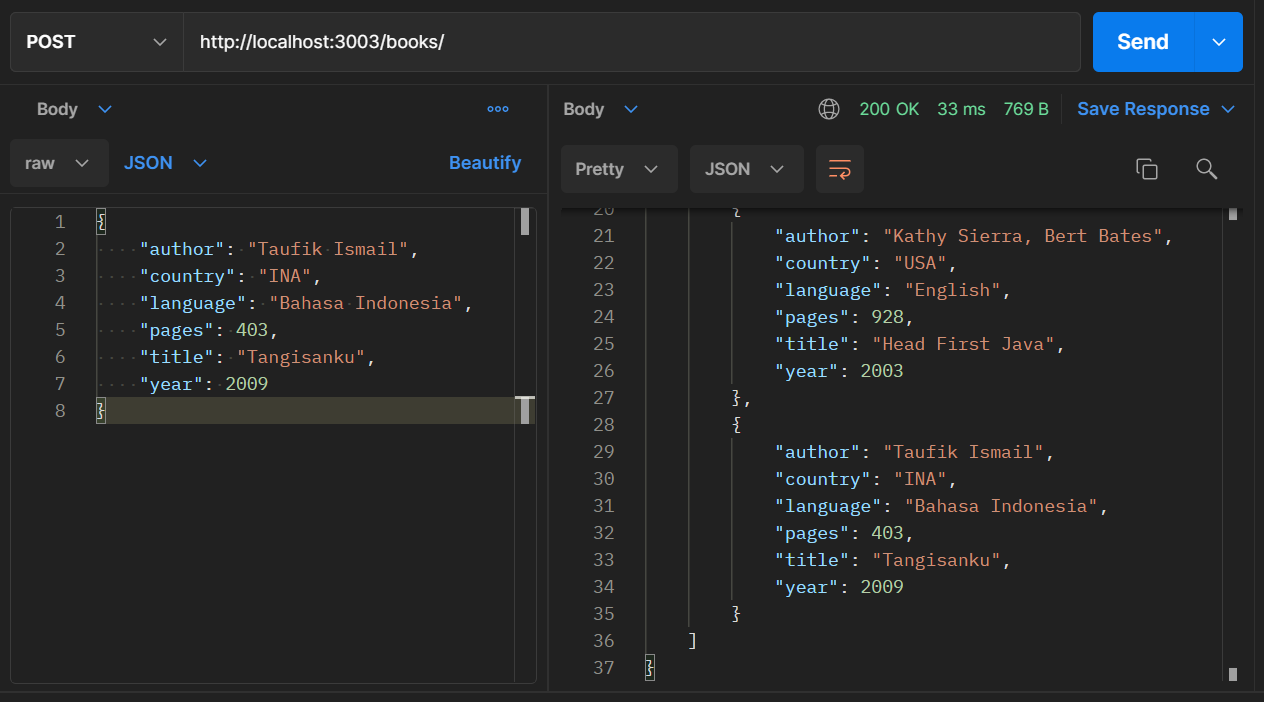 POST http://localhost:3003/books/ Send
Body
raw JSON Beautify
1 {
2 "author": "Taufik Ismail",
3 "country": "INA",
4 "language": "Bahasa Indonesia",
5 "pages": 403,
6 "title": "Tangisanku",
7 "year": 2009
8 }
Body 200 OK 33 ms 769 B Save Response
Pretty JSON
20 {
21 "author": "Kathy Sierra, Bert Bates",
22 "country": "USA",
23 "language": "English",
24 "pages": 928,
25 "title": "Head First Java",
26 "year": 2003
27 },
28 {
29 "author": "Taufik Ismail",
30 "country": "INA",
31 "language": "Bahasa Indonesia",
32 "pages": 403,
33 "title": "Tangisanku",
34 "year": 2009
35 }
36 ]
37 }